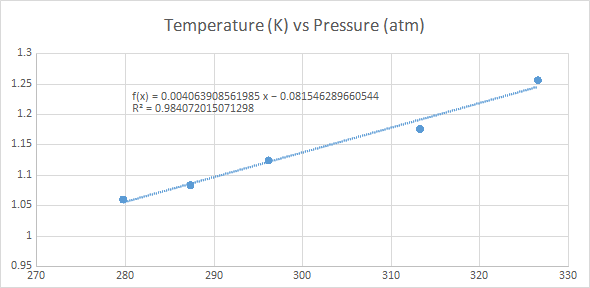 Temperature (K) vs Pressure (atm)
1.3
1.25
f(x) = 0.004063908561985 x − 0.081546289660544
R² = 0.984072015071298
1.2
1.15
1.1
1.05
1
0.95
270 280 290 300 310 320 330